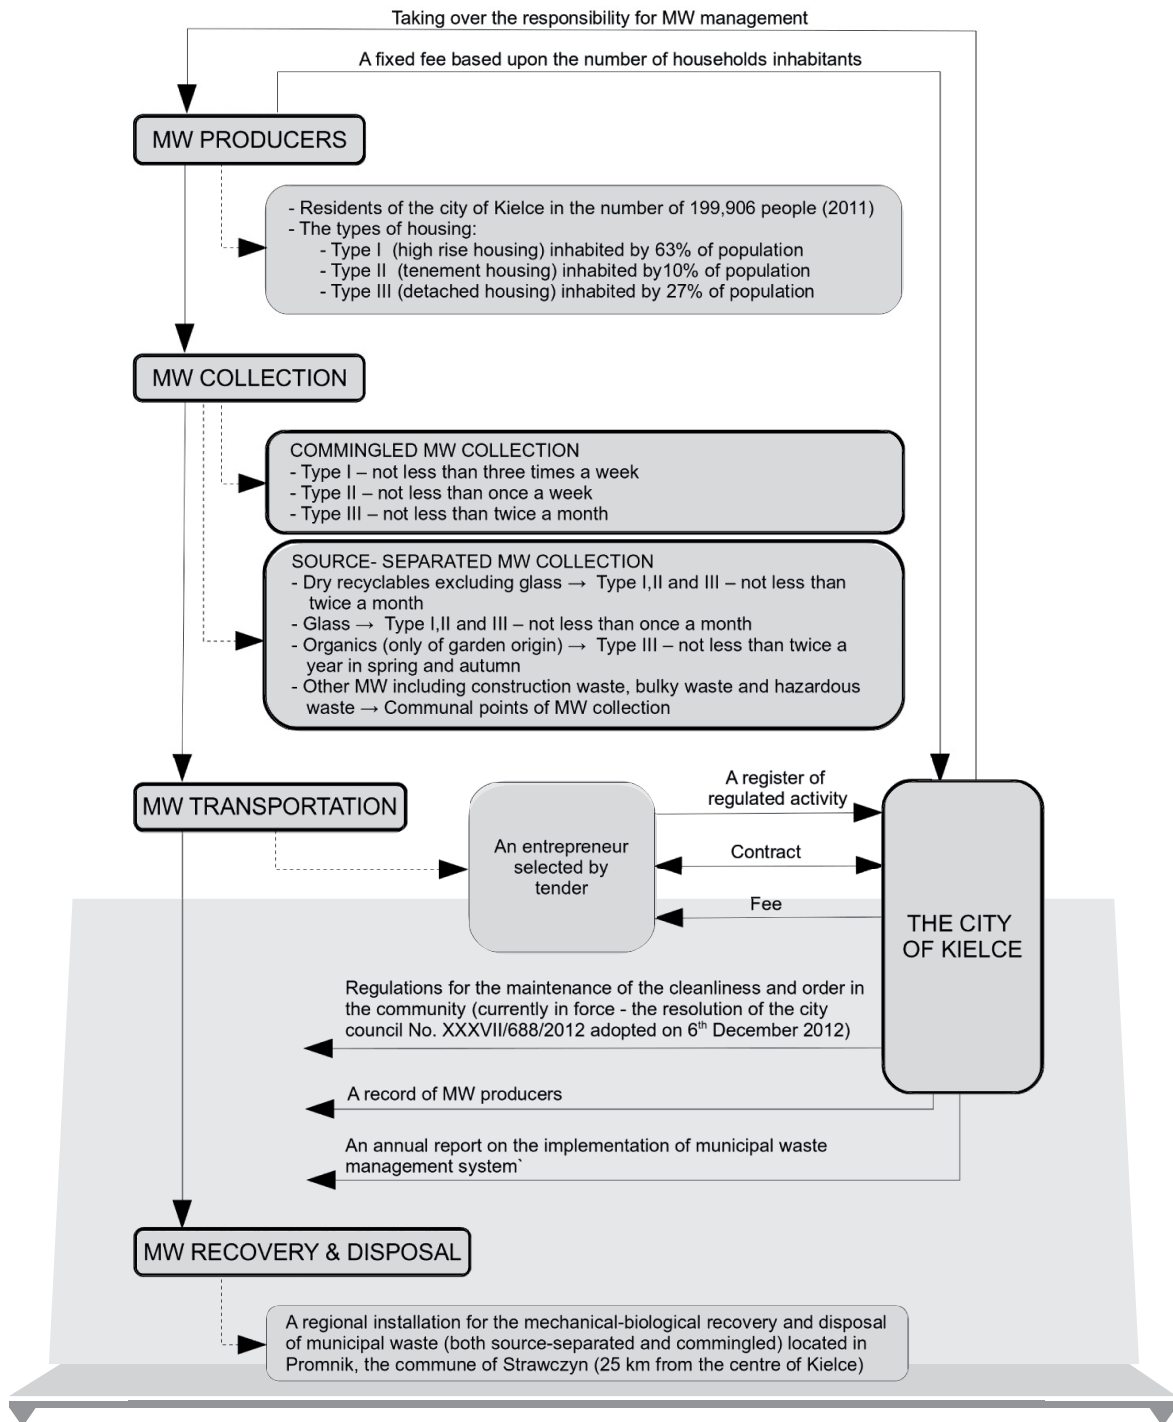 Taking over the responsibility for MW management
A fixed fee based upon the number of households inhabitants
MW PRODUCERS
- Residents of the city of Kielce in the number of 199,906 people (2011)
- The types of housing:
- Type I (high rise housing) inhabited by 63% of population
- Type II (tenement housing) inhabited by10% of population
- Type III (detached housing) inhabited by 27% of population
MW COLLECTION
COMMINGLED MW COLLECTION
- Type I – not less than three times a week
- Type II – not less than once a week
- Type III – not less than twice a month
SOURCE- SEPARATED MW COLLECTION
- Dry recyclables excluding glass → Type I,II and III – not less than
twice a month
- Glass → Type I,II and III – not less than once a month
- Organics (only of garden origin) → Type III – not less than twice a
year in spring and autumn
- Other MW including construction waste, bulky waste and hazardous
waste → Communal points of MW collection
MW TRANSPORTATION
An entrepreneur
selected by
tender
A register of
regulated activity
Contract
Fee
THE CITY
OF KIELCE
Regulations for the maintenance of the cleanliness and order in
the community (currently in force - the resolution of the city
council No. XXXVII/688/2012 adopted on 6th December 2012)
A record of MW producers
An annual report on the implementation of municipal waste
management system`
MW RECOVERY & DISPOSAL
A regional installation for the mechanical-biological recovery and disposal
of municipal waste (both source-separated and commingled) located in
Promnik, the commune of Strawczyn (25 km from the centre of Kielce)